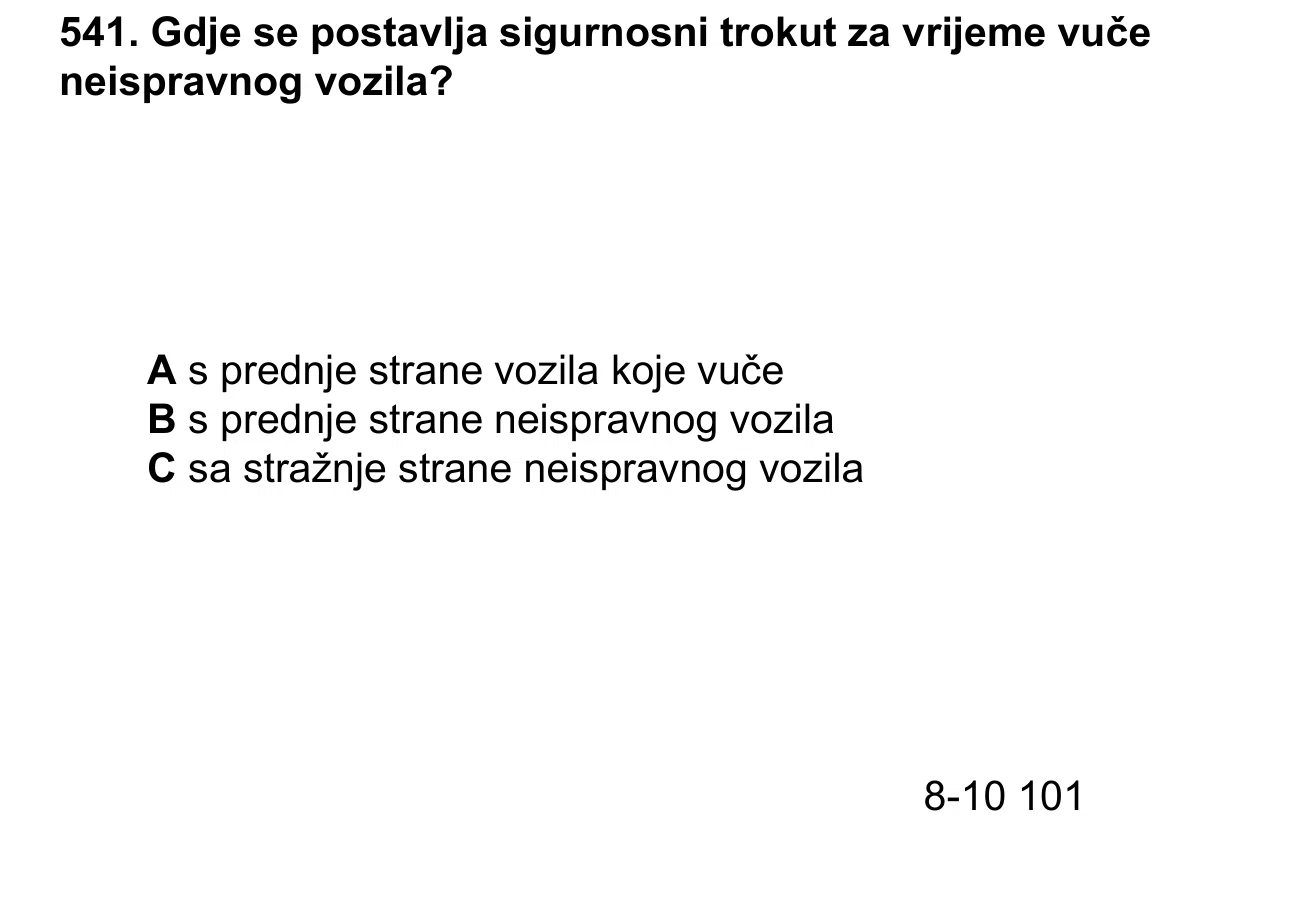 541. Gdje se postavlja sigurnosni trokut za vrijeme vuče
neispravnog vozila?
A s prednje strane vozila koje vuče
B s prednje strane neispravnog vozila
C sa stražnje strane neispravnog vozila
8-10 101